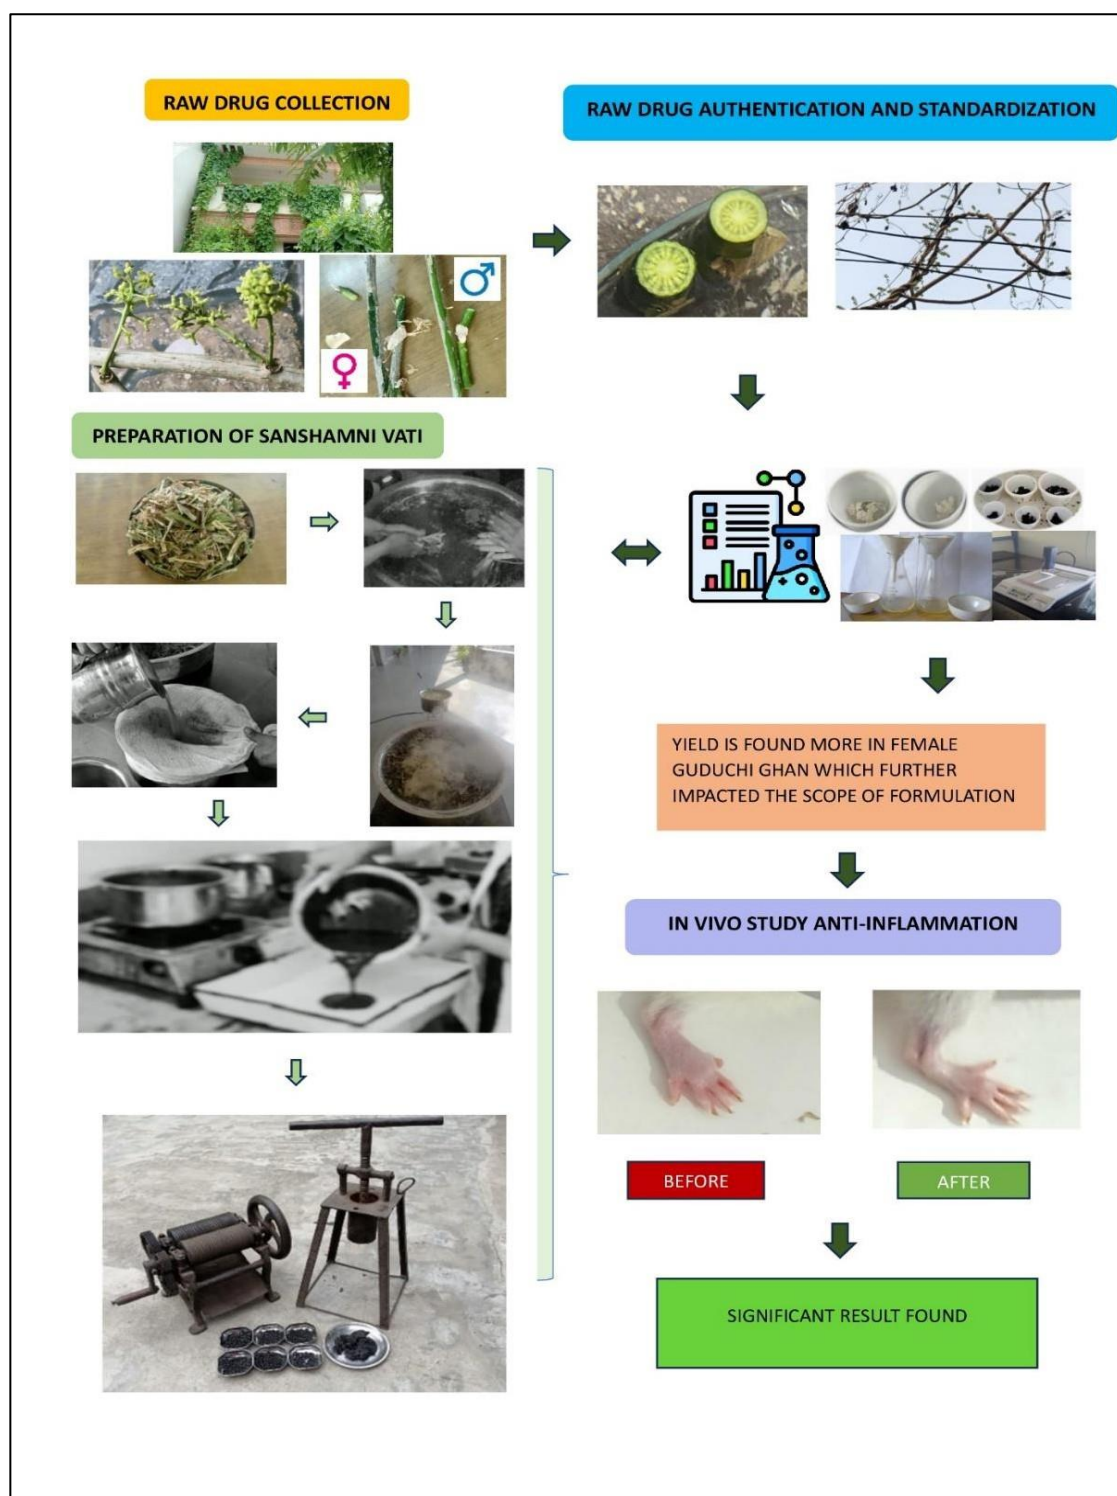 RAW DRUG COLLECTION
RAW DRUG AUTHENTICATION AND STANDARDIZATION
PREPARATION OF SANSHAMNI VATI
YIELD IS FOUND MORE IN FEMALE
GUDUCHI GHAN WHICH FURTHER
IMPACTED THE SCOPE OF FORMULATION
IN VIVO STUDY ANTI-INFLAMMATION
BEFORE
AFTER
SIGNIFICANT RESULT FOUND